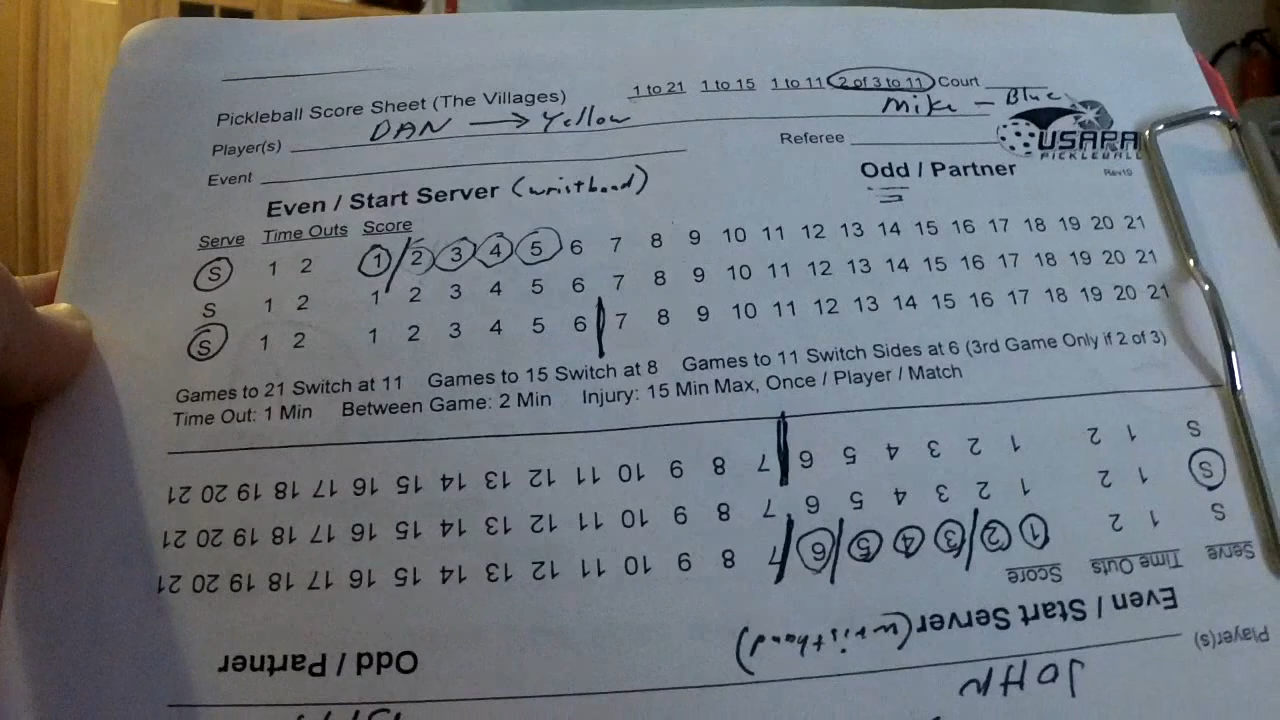 1 to 21 1 to 15 1 to 11 2 of 3 to 11 Court
Pickleball Score Sheet (The Villages)
Mike – Blue
Player(s) DAN → Yellow
Referee
USAPA
PICKLEBALL
Rev19
Event
Even / Start Server (wristband)
Odd / Partner
Serve Time Outs Score
S 1 2 1 2 3 4 5 6 7 8 9 10 11 12 13 14 15 16 17 18 19 20 21
S 1 2 1 2 3 4 5 6 7 8 9 10 11 12 13 14 15 16 17 18 19 20 21
S 1 2 1 2 3 4 5 6 7 8 9 10 11 12 13 14 15 16 17 18 19 20 21
Games to 21 Switch at 11 Games to 15 Switch at 8 Games to 11 Switch Sides at 6 (3rd Game Only if 2 of 3)
Time Out: 1 Min Between Game: 2 Min Injury: 15 Min Max, Once / Player / Match
JOHN
Player(s)
Even / Start Server (wristband)
Odd / Partner
Serve Time Outs Score
S 1 2 1 2 3 4 5 6 7 8 9 10 11 12 13 14 15 16 17 18 19 20 21
S 1 2 1 2 3 4 5 6 7 8 9 10 11 12 13 14 15 16 17 18 19 20 21
S 1 2 1 2 3 4 5 6 7 8 9 10 11 12 13 14 15 16 17 18 19 20 21